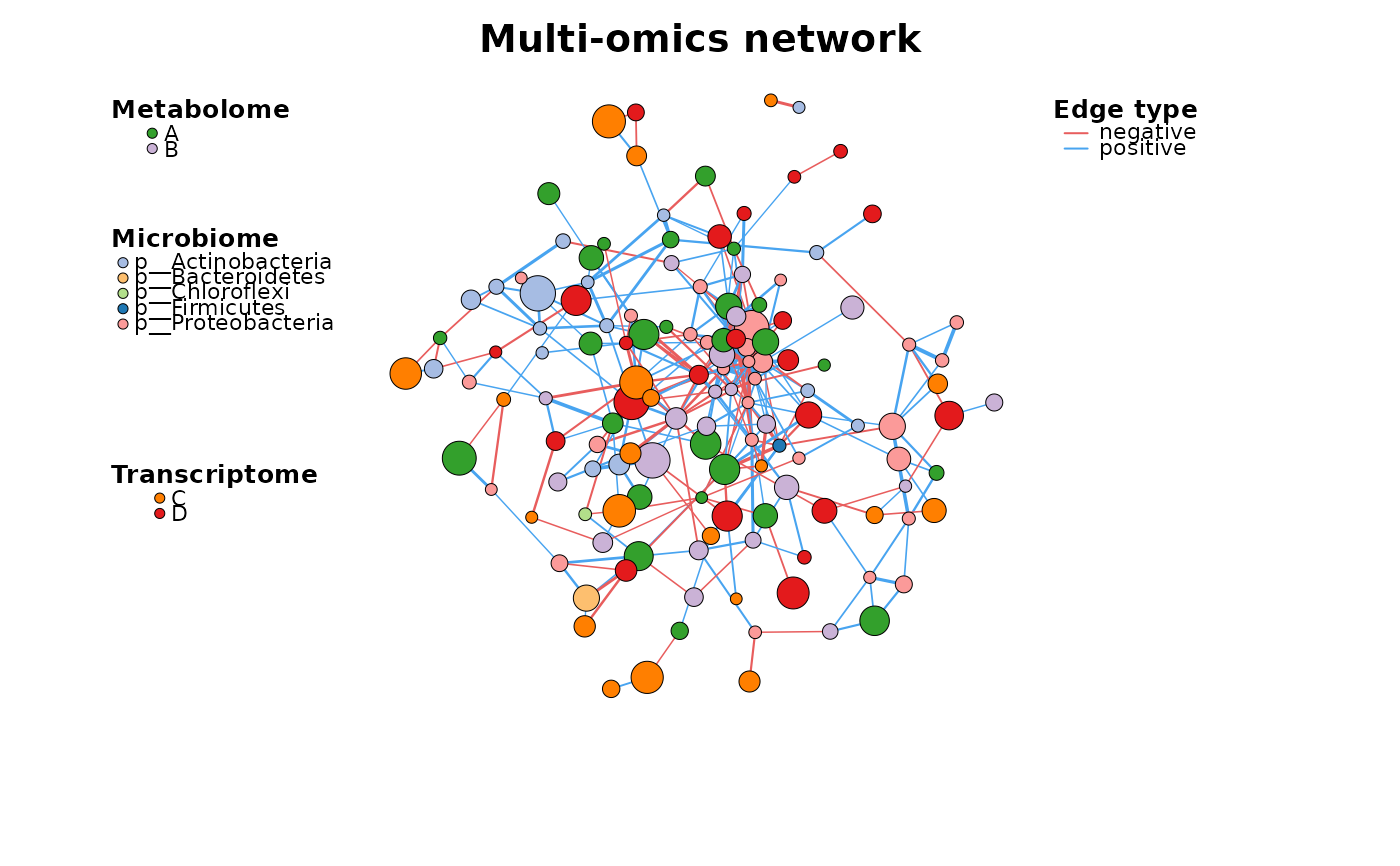 Multi-omics network
Metabolome
A
B
Microbiome
p__Actinobacteria
p__Bacteroidetes
p__Chloroflexi
p__Firmicutes
p__Proteobacteria
Transcriptome
C
D
Edge type
negative
positive